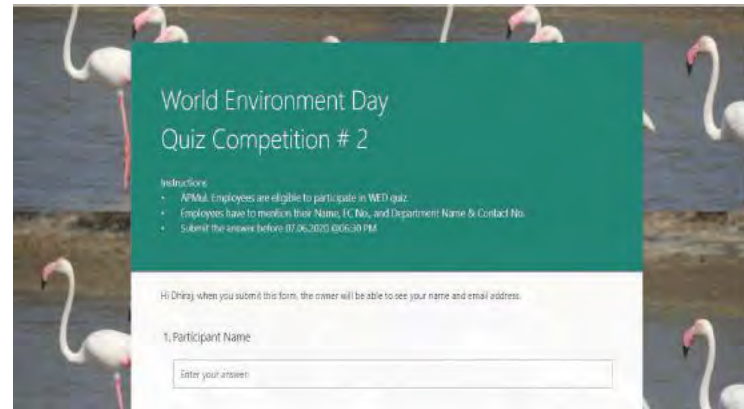 World Environment Day
Quiz Competition # 2
Instructions
• APMuL Employees are eligible to participate in WED quiz.
• Employees have to mention their Name, EC No., and Department Name & Contact No.
• Submit the answer before 07.06.2020 @06:30 PM
Hi Dhiraj, when you submit this form, the owner will be able to see your name and email address.
1. Participant Name
Enter your answer